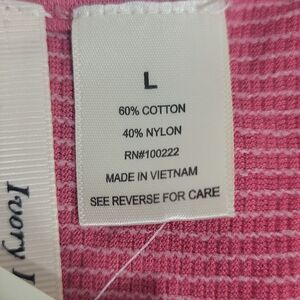 L
60% COTTON
40% NYLON
RN#100222
MADE IN VIETNAM
SEE REVERSE FOR CARE
Ivory